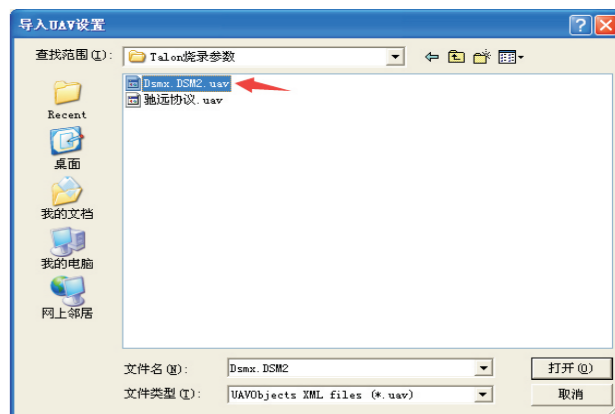 导入UAV设置
查找范围(I):
Talon烧录参数
Dsmx.DSM2.uav
驰远协议.uav
Recent
桌面
我的文档
我的电脑
网上邻居
文件名(N):
Dsmx.DSM2
打开(O)
文件类型(T):
UAVObjects XML files (*.uav)
取消